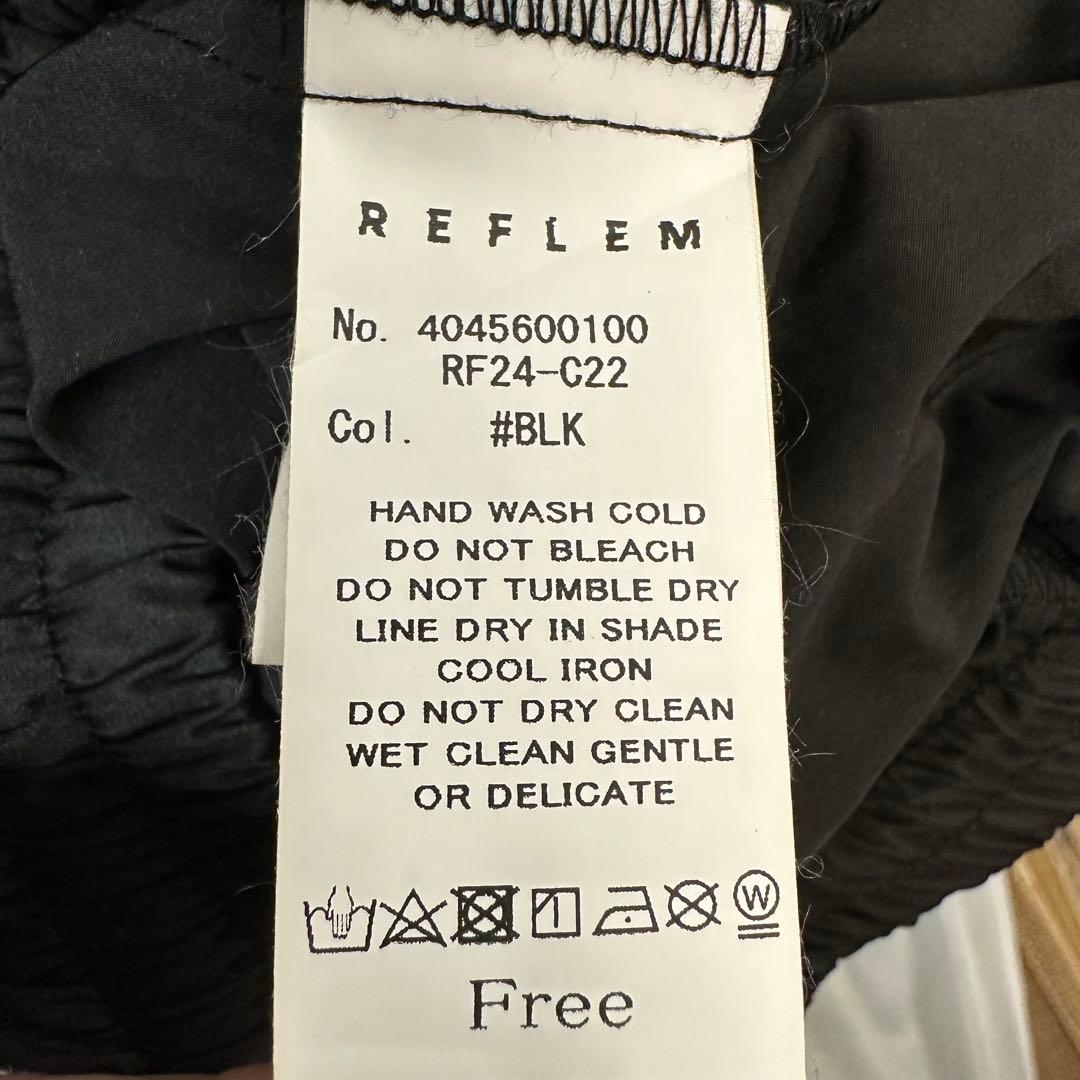 REFLEM
No. 4045600100
RF24-C22
Col. #BLK
HAND WASH COLD
DO NOT BLEACH
DO NOT TUMBLE DRY
LINE DRY IN SHADE
COOL IRON
DO NOT DRY CLEAN
WET CLEAN GENTLE
OR DELICATE
W
Free